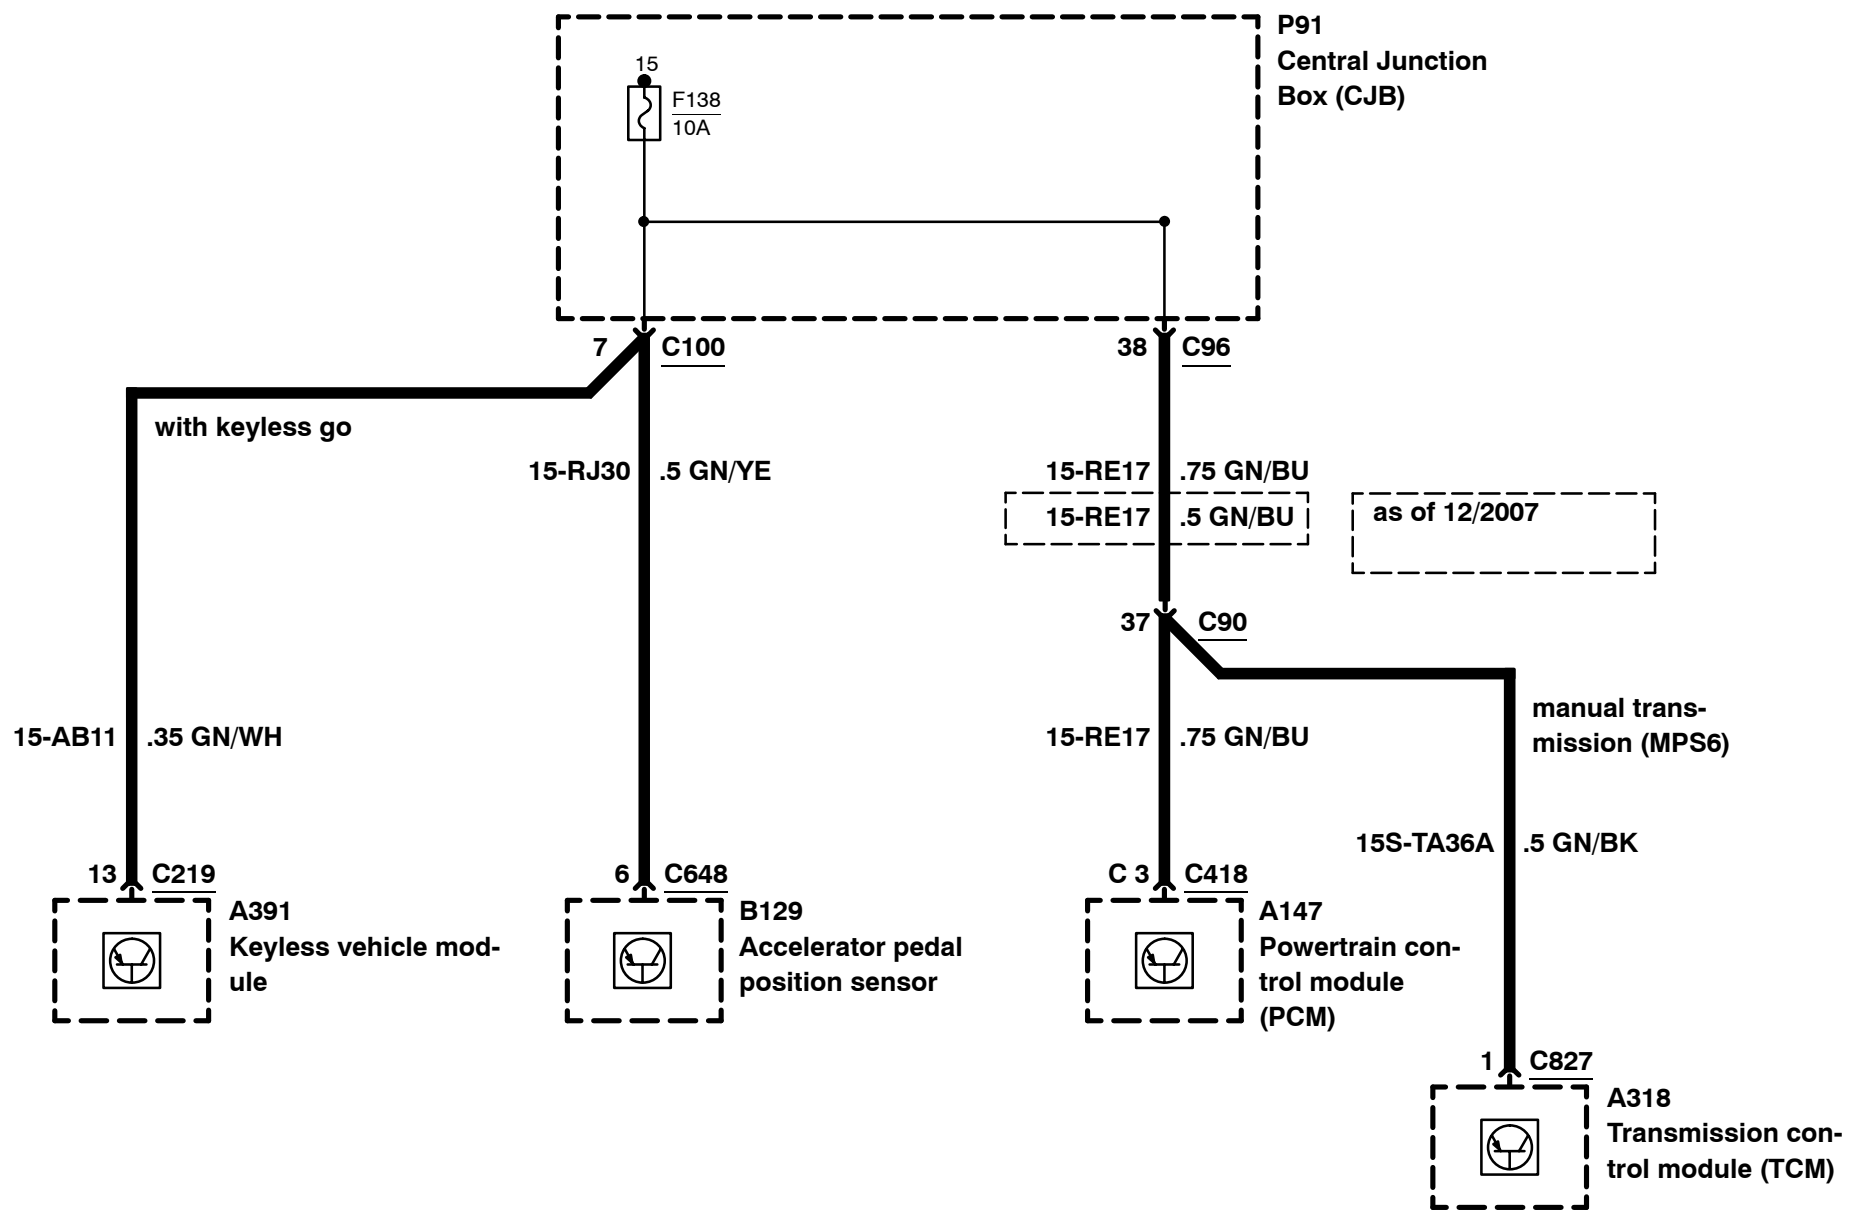 P91
Central Junction
Box (CJB)
15
F138
10A
7 C100
38 C96
with keyless go
15-RJ30 .5 GN/YE
15-RE17 .75 GN/BU
15-RE17 .5 GN/BU
as of 12/2007
37 C90
manual trans-
mission (MPS6)
15-AB11 .35 GN/WH
15-RE17 .75 GN/BU
15S-TA36A .5 GN/BK
13 C219
A391
Keyless vehicle mod-
ule
6 C648
B129
Accelerator pedal
position sensor
C 3 C418
A147
Powertrain con-
trol module
(PCM)
1 C827
A318
Transmission con-
trol module (TCM)